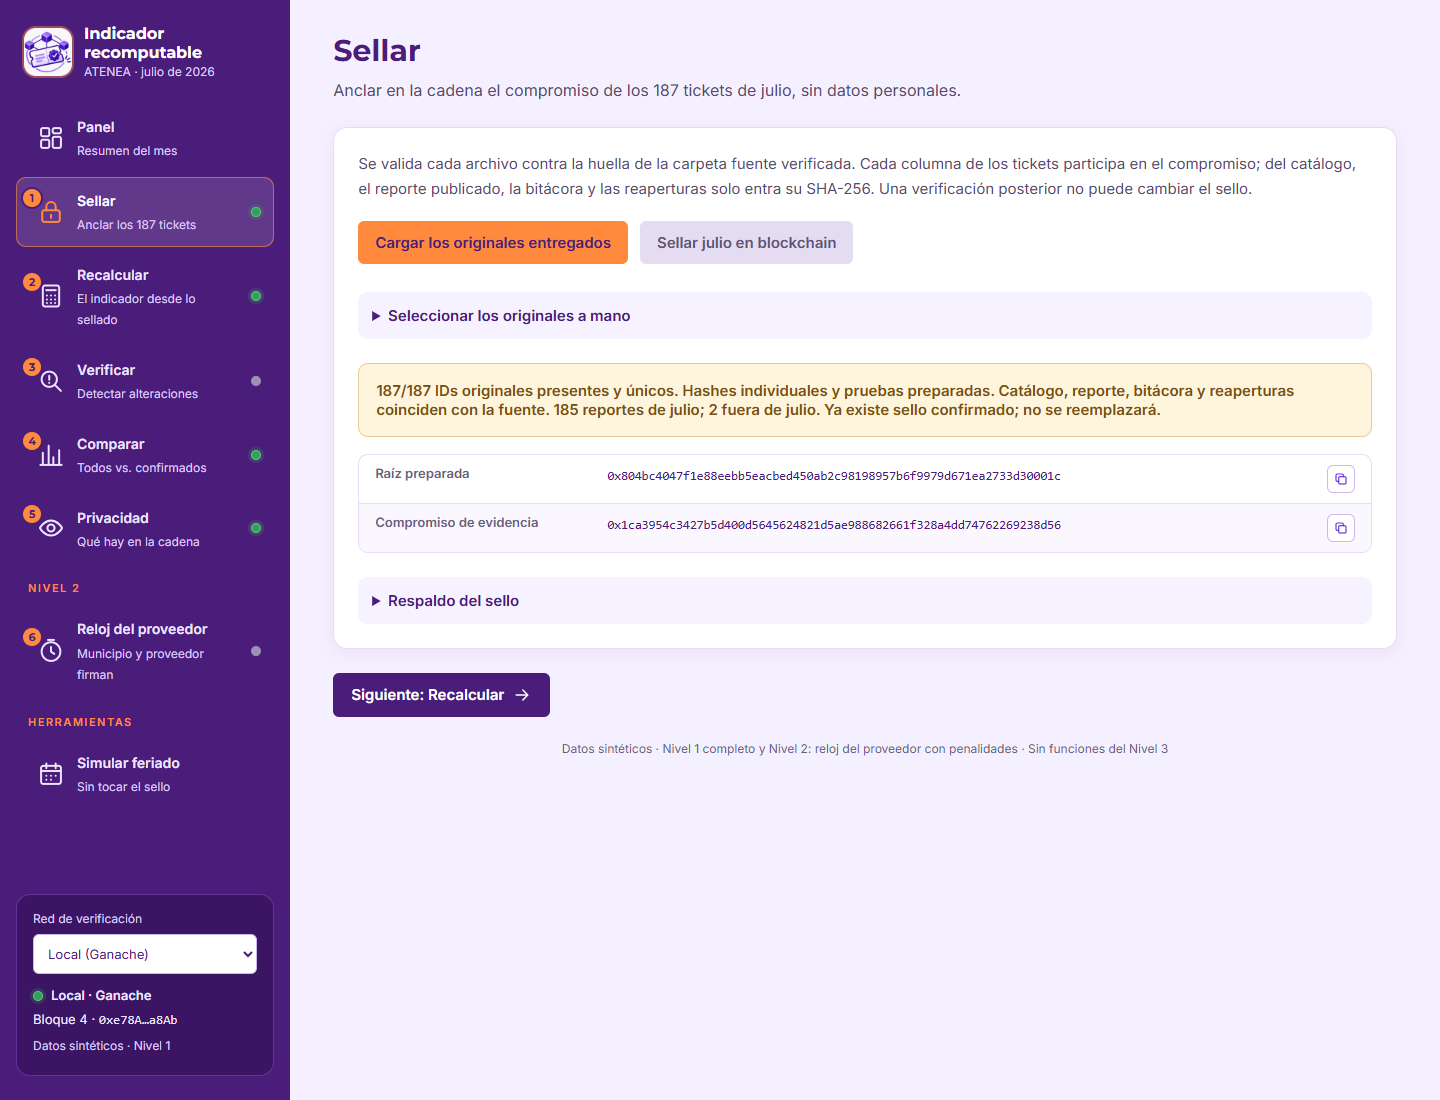 Indicador
recomputable
ATENEA · julio de 2026
Panel
Resumen del mes
1
Sellar
Anclar los 187 tickets
2
Recalcular
El indicador desde lo
sellado
3
Verificar
Detectar alteraciones
4
Comparar
Todos vs. confirmados
5
Privacidad
Qué hay en la cadena
NIVEL 2
6
Reloj del proveedor
Municipio y proveedor
firman
HERRAMIENTAS
Simular feriado
Sin tocar el sello
Red de verificación
Local (Ganache)
Local · Ganache
Bloque 4 · 0xe78A…a8Ab
Datos sintéticos · Nivel 1
Sellar
Anclar en la cadena el compromiso de los 187 tickets de julio, sin datos personales.
Se valida cada archivo contra la huella de la carpeta fuente verificada. Cada columna de los tickets participa en el compromiso; del catálogo,
el reporte publicado, la bitácora y las reaperturas solo entra su SHA-256. Una verificación posterior no puede cambiar el sello.
Cargar los originales entregados
Sellar julio en blockchain
Seleccionar los originales a mano
187/187 IDs originales presentes y únicos. Hashes individuales y pruebas preparadas. Catálogo, reporte, bitácora y reaperturas
coinciden con la fuente. 185 reportes de julio; 2 fuera de julio. Ya existe sello confirmado; no se reemplazará.
Raíz preparada
0x804bc4047f1e88eebb5eacbed450ab2c98198957b6f9979d671ea2733d30001c
Compromiso de evidencia
0x1ca3954c3427b5d400d5645624821d5ae988682661f328a4dd74762269238d56
Respaldo del sello
Siguiente: Recalcular
Datos sintéticos · Nivel 1 completo y Nivel 2: reloj del proveedor con penalidades · Sin funciones del Nivel 3